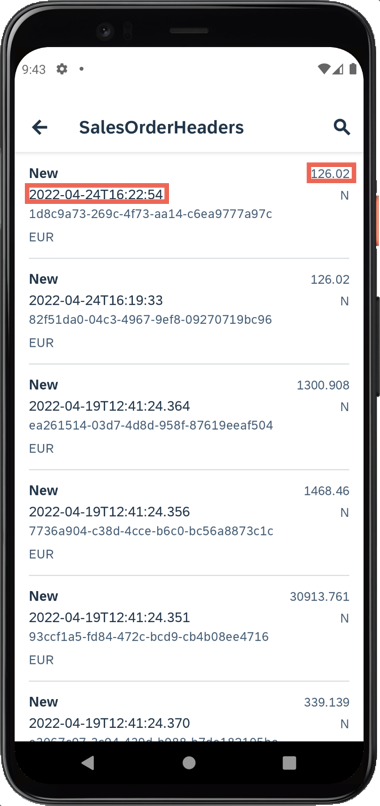 9:43
SalesOrderHeaders
New 126.02
2022-04-24T16:22:54 N
1d8c9a73-269c-4f73-aa14-c6ea9777a97c
EUR
New 126.02
2022-04-24T16:19:33 N
82f51da0-04c3-4967-9ef8-09270719bc96
EUR
New 1300.908
2022-04-19T12:41:24.364 N
ea261514-03d7-4d8d-958f-87619eeaf504
EUR
New 1468.46
2022-04-19T12:41:24.356 N
7736a904-c38d-4cce-b6c0-bc56a8873c1c
EUR
New 30913.761
2022-04-19T12:41:24.351 N
93ccf1a5-fd84-472c-bcd9-cb4b08ee4716
EUR
New 339.139
2022-04-19T12:41:24.370 N